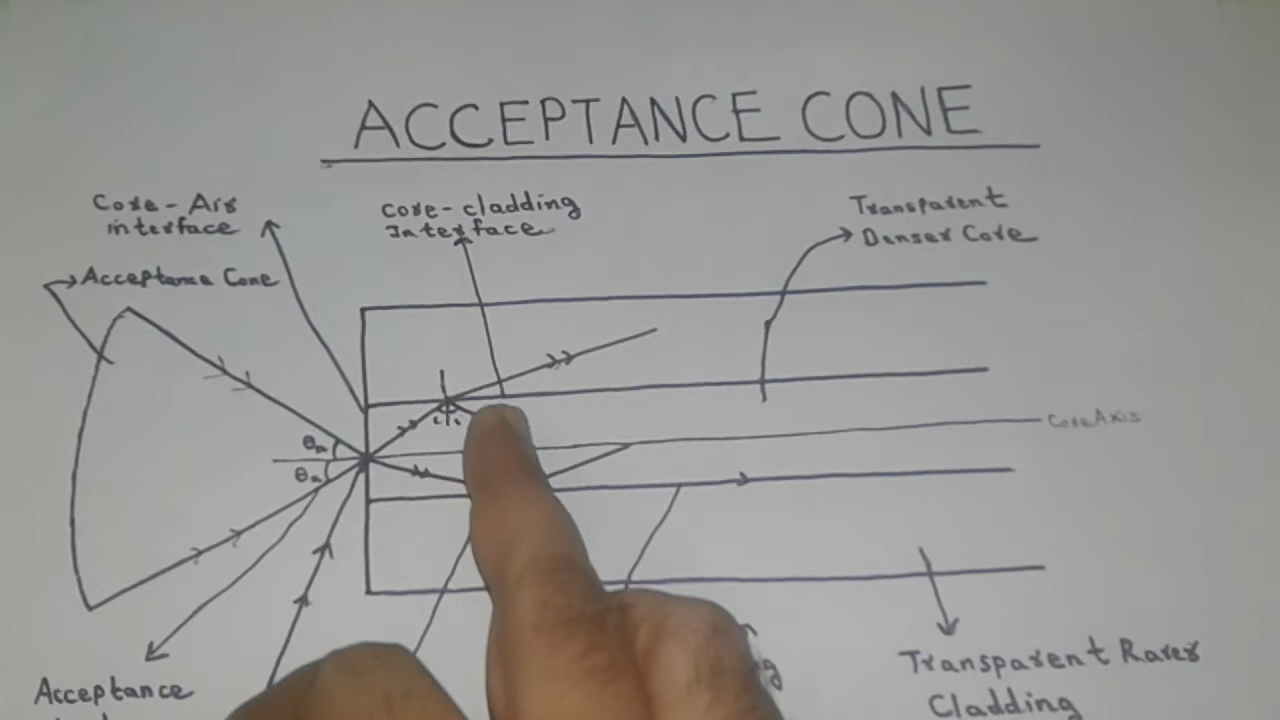 ACCEPTANCE CONE
Core-Air
interface
core-cladding
Interface
Transparent
Denser Core
Acceptance Cone
θa
θa
Core Axis
Transparent Rarer
Cladding
Acceptance